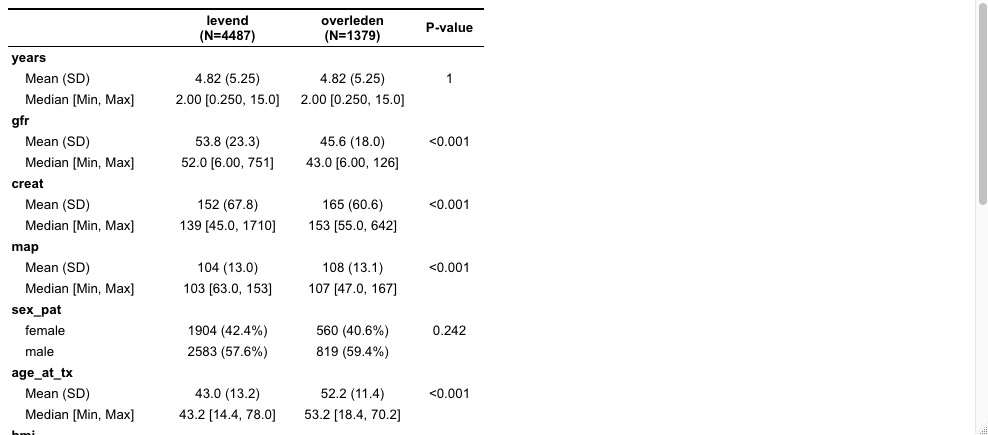 levend overleden P-value
(N=4487) (N=1379)
years
Mean (SD) 4.82 (5.25) 4.82 (5.25) 1
Median [Min, Max] 2.00 [0.250, 15.0] 2.00 [0.250, 15.0]
gfr
Mean (SD) 53.8 (23.3) 45.6 (18.0) <0.001
Median [Min, Max] 52.0 [6.00, 751] 43.0 [6.00, 126]
creat
Mean (SD) 152 (67.8) 165 (60.6) <0.001
Median [Min, Max] 139 [45.0, 1710] 153 [55.0, 642]
map
Mean (SD) 104 (13.0) 108 (13.1) <0.001
Median [Min, Max] 103 [63.0, 153] 107 [47.0, 167]
sex_pat
female 1904 (42.4%) 560 (40.6%) 0.242
male 2583 (57.6%) 819 (59.4%)
age_at_tx
Mean (SD) 43.0 (13.2) 52.2 (11.4) <0.001
Median [Min, Max] 43.2 [14.4, 78.0] 53.2 [18.4, 70.2]
bmi